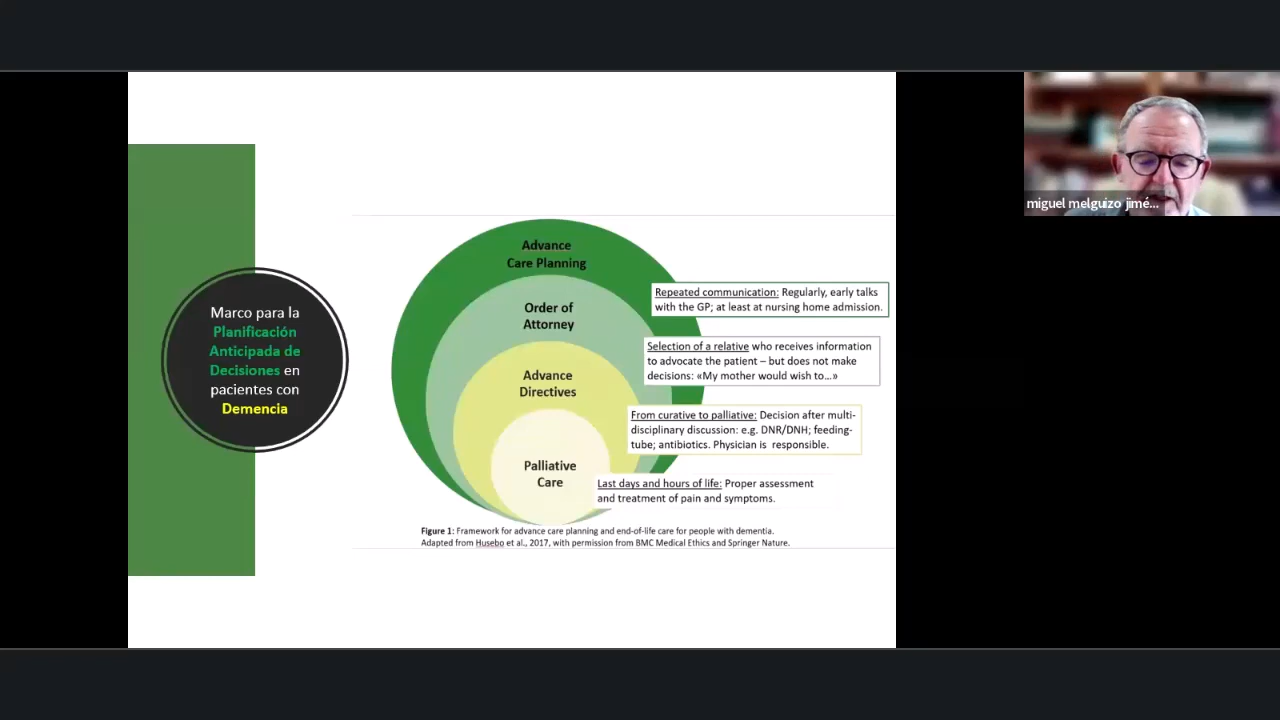 miguel melguizo jimé...
Marco para la
Planificación
Anticipada de
Decisiones en
pacientes con
Demencia
Advance
Care Planning
Order of
Attorney
Advance
Directives
Palliative
Care
Repeated communication: Regularly, early talks
with the GP; at least at nursing home admission.
Selection of a relative who receives information
to advocate the patient – but does not make
decisions: «My mother would wish to…»
From curative to palliative: Decision after multi-
disciplinary discussion: e.g. DNR/DNH; feeding-
tube; antibiotics. Physician is responsible.
Last days and hours of life: Proper assessment
and treatment of pain and symptoms.
Figure 1: Framework for advance care planning and end-of-life care for people with dementia.
Adapted from Husebo et al., 2017, with permission from BMC Medical Ethics and Springer Nature.